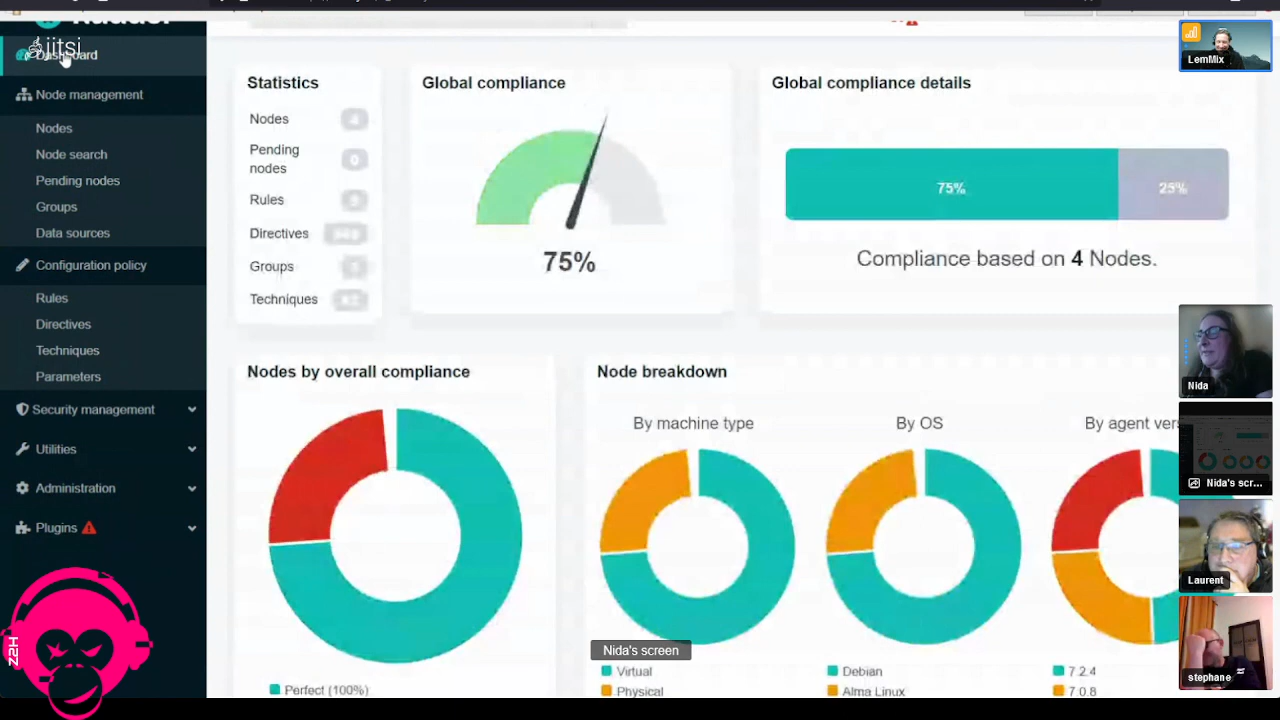 jitsi
Dashboard
Node management
Nodes
Node search
Pending nodes
Groups
Data sources
Configuration policy
Rules
Directives
Techniques
Parameters
Security management
Utilities
Administration
Plugins
Z2H
Statistics
Nodes 4
Pending
nodes 0
Rules
Directives
Groups
Techniques
Global compliance
75%
Global compliance details
75% 25%
Compliance based on 4 Nodes.
Nodes by overall compliance
Perfect (100%)
Node breakdown
By machine type
Virtual
Physical
By OS
Debian
Alma Linux
By agent vers
7.2.4
7.0.8
Nida's screen
LemMix
Nida
Nida's scr...
Laurent
stephane